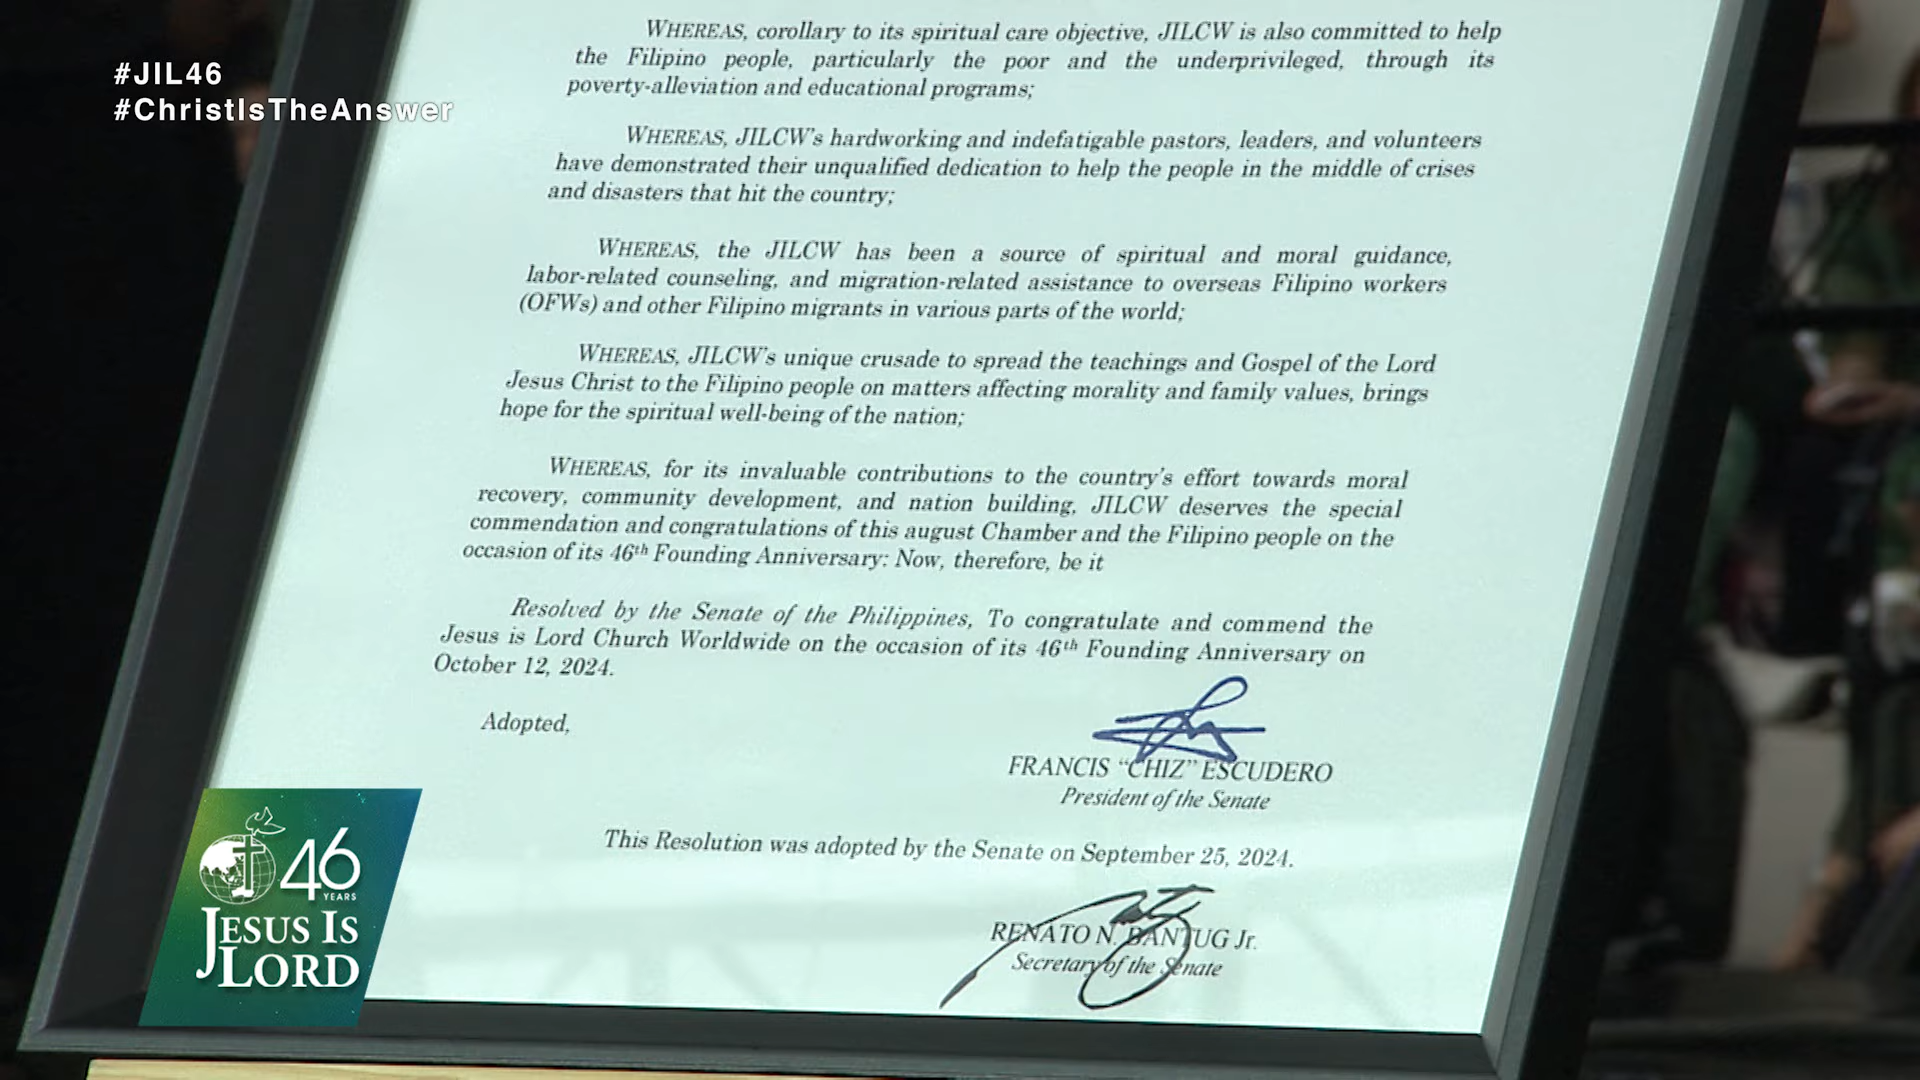 #JIL46
#ChristIsTheAnswer
WHEREAS, corollary to its spiritual care objective, JILCW is also committed to help
the Filipino people, particularly the poor and the underprivileged, through its
poverty-alleviation and educational programs;
WHEREAS, JILCW's hardworking and indefatigable pastors, leaders, and volunteers
have demonstrated their unqualified dedication to help the people in the middle of crises
and disasters that hit the country;
WHEREAS, the JILCW has been a source of spiritual and moral guidance,
labor-related counseling, and migration-related assistance to overseas Filipino workers
(OFWs) and other Filipino migrants in various parts of the world;
WHEREAS, JILCW's unique crusade to spread the teachings and Gospel of the Lord
Jesus Christ to the Filipino people on matters affecting morality and family values, brings
hope for the spiritual well-being of the nation;
WHEREAS, for its invaluable contributions to the country's effort towards moral
recovery, community development, and nation building, JILCW deserves the special
commendation and congratulations of this august Chamber and the Filipino people on the
occasion of its 46th Founding Anniversary: Now, therefore, be it
Resolved by the Senate of the Philippines, To congratulate and commend the
Jesus is Lord Church Worldwide on the occasion of its 46th Founding Anniversary on
October 12, 2024.
Adopted,
FRANCIS "CHIZ" ESCUDERO
President of the Senate
This Resolution was adopted by the Senate on September 25, 2024.
RENATO N. BANTUG Jr.
Secretary of the Senate
46
YEARS
JESUS IS
LORD